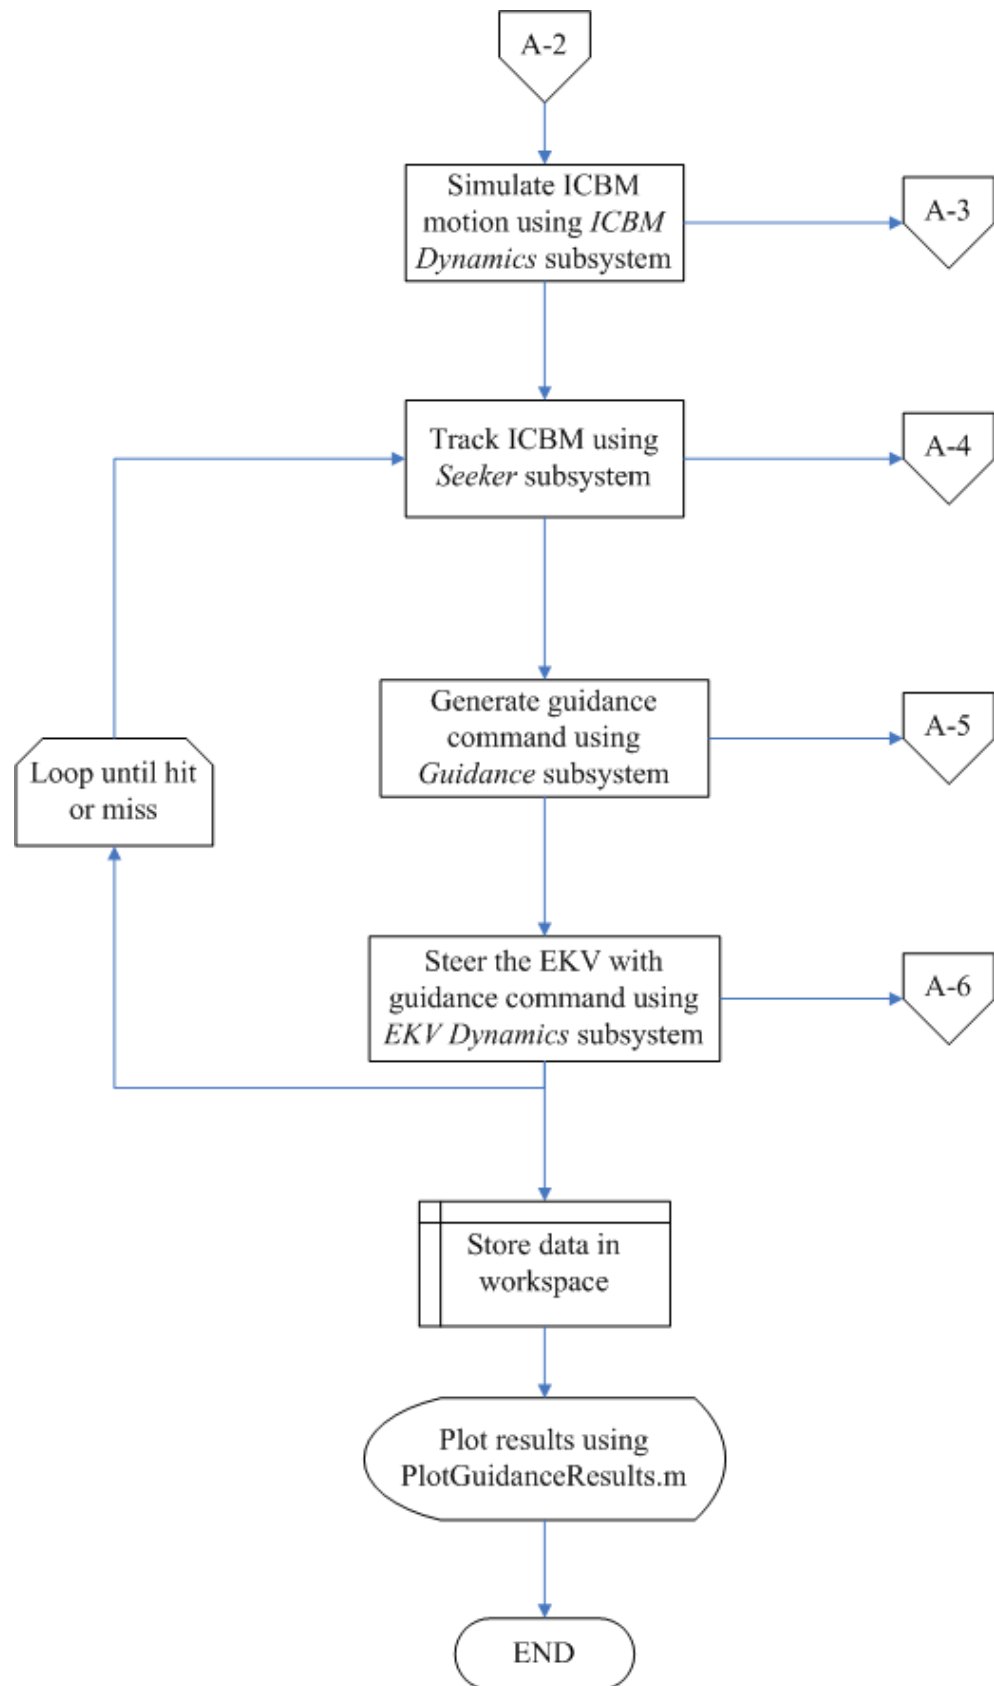 A-2
Simulate ICBM
motion using ICBM
Dynamics subsystem
A-3
Track ICBM using
Seeker subsystem
A-4
Generate guidance
command using
Guidance subsystem
A-5
Loop until hit
or miss
Steer the EKV with
guidance command using
EKV Dynamics subsystem
A-6
Store data in
workspace
Plot results using
PlotGuidanceResults.m
END